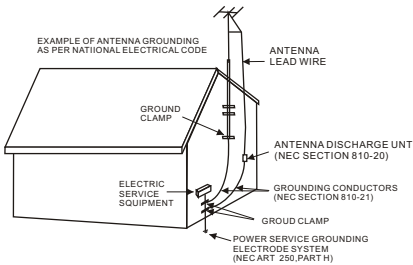 EXAMPLE OF ANTENNA GROUNDING
AS PER NATIIONAL ELECTRICAL CODE
ANTENNA
LEAD WIRE
GROUND
CLAMP
ANTENNA DISCHARGE UNT
(NEC SECTION 810-20)
ELECTRIC
SERVICE
EQUIPMENT
GROUNDING CONDUCTORS
(NEC SECTION 810-21)
GROUD CLAMP
POWER SERVICE GROUNDING
ELECTRODE SYSTEM
(NEC ART 250,PART H)